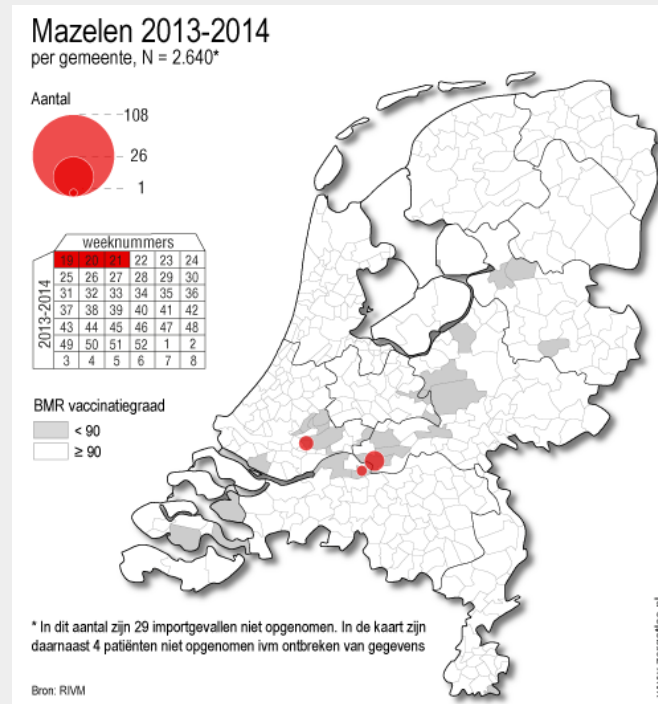 Mazelen 2013-2014
per gemeente, N = 2.640*
Aantal
108
26
1
weeknummers
2013-2014
19 20 21 22 23 24
25 26 27 28 29 30
31 32 33 34 35 36
37 38 39 40 41 42
43 44 45 46 47 48
49 50 51 52 1 2
3 4 5 6 7 8
BMR vaccinatiegraad
< 90
≥ 90
* In dit aantal zijn 29 importgevallen niet opgenomen. In de kaart zijn
daarnaast 4 patiënten niet opgenomen ivm ontbreken van gegevens
Bron: RIVM